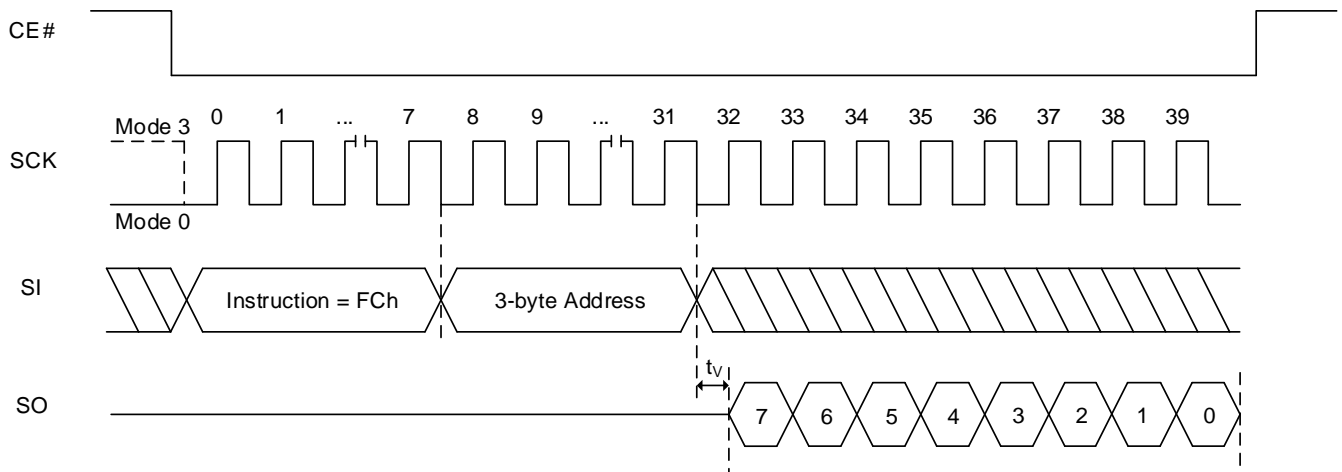 CE#
Mode 3 0 1 ... 7 8 9 ... 31 32 33 34 35 36 37 38 39
SCK
Mode 0
SI Instruction = FCh 3-byte Address
tV
SO 7 6 5 4 3 2 1 0